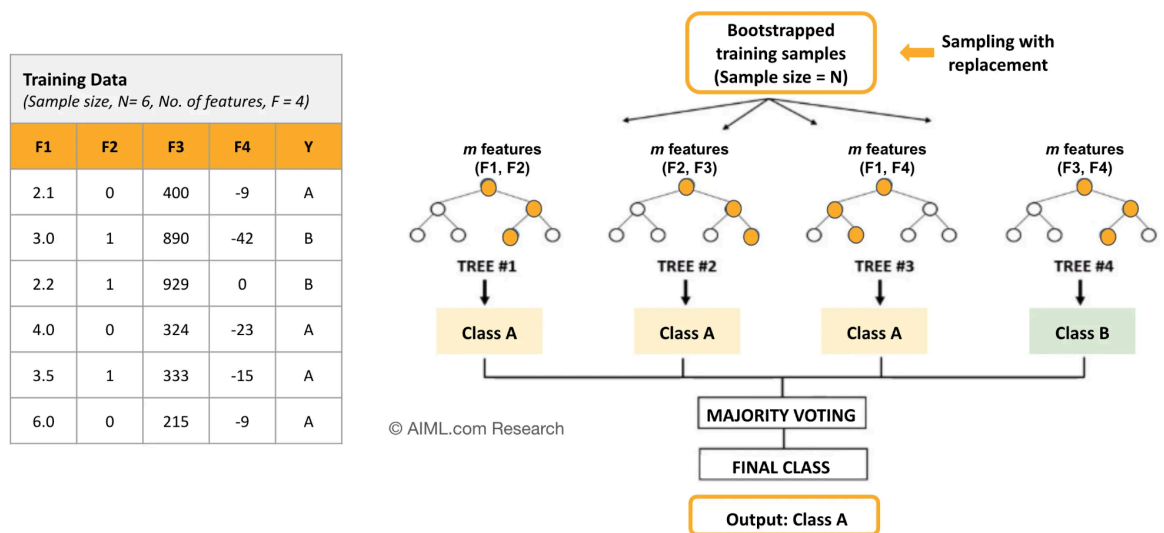 Training Data
(Sample size, N= 6, No. of features, F = 4)
F1 F2 F3 F4 Y
2.1 0 400 -9 A
3.0 1 890 -42 B
2.2 1 929 0 B
4.0 0 324 -23 A
3.5 1 333 -15 A
6.0 0 215 -9 A
Bootstrapped
training samples
(Sample size = N)
Sampling with
replacement
m features
(F1, F2)
m features
(F2, F3)
m features
(F1, F4)
m features
(F3, F4)
TREE #1
TREE #2
TREE #3
TREE #4
Class A
Class A
Class A
Class B
MAJORITY VOTING
FINAL CLASS
Output: Class A
© AIML.com Research